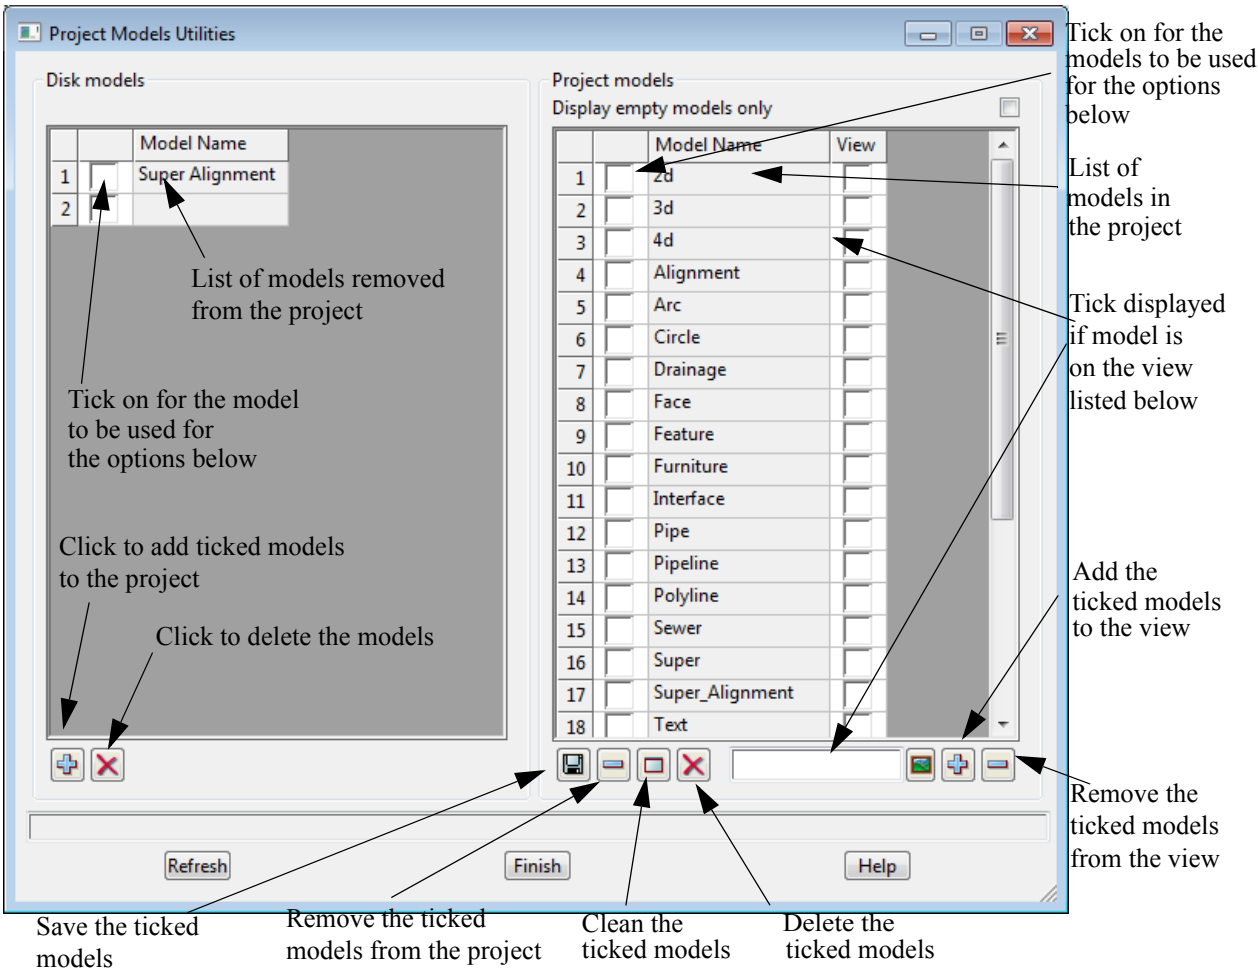 Project Models Utilities
Disk models
Model Name
1 Super Alignment
2
List of models removed
from the project
Tick on for the model
to be used for
the options below
Click to add ticked models
to the project
Click to delete the models
Project models
Display empty models only
Model Name View
1 2d
2 3d
3 4d
4 Alignment
5 Arc
6 Circle
7 Drainage
8 Face
9 Feature
10 Furniture
11 Interface
12 Pipe
13 Pipeline
14 Polyline
15 Sewer
16 Super
17 Super_Alignment
18 Text
Tick on for the
models to be used
for the options
below
List of
models in
the project
Tick displayed
if model is
on the view
listed below
Add the
ticked models
to the view
Remove the
ticked models
from the view
Refresh
Finish
Help
Save the ticked
models
Remove the ticked
models from the project
Clean the
ticked models
Delete the
ticked models